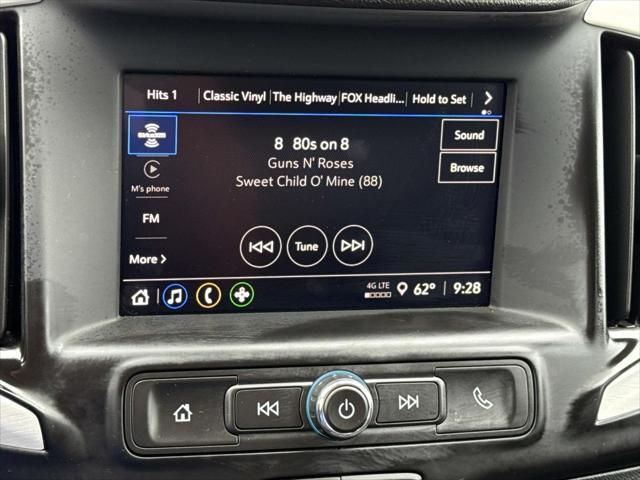 Hits 1 Classic Vinyl The Highway FOX Headli... Hold to Set
8 80s on 8
Guns N' Roses
Sweet Child O' Mine (88)
Sound
Browse
SiriusXM
M's phone
FM
More
Tune
4G LTE 62° 9:28